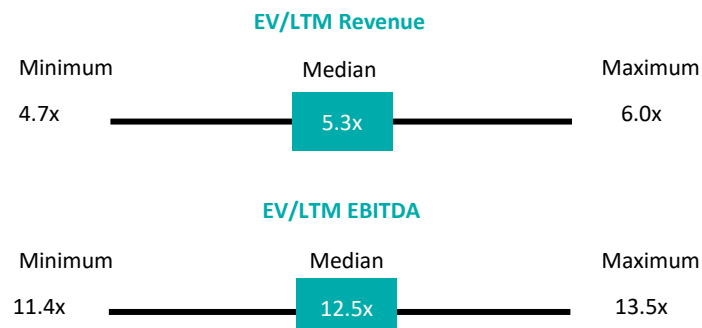 EV/LTM Revenue
Minimum Median Maximum
4.7x 5.3x 6.0x
EV/LTM EBITDA
Minimum Median Maximum
11.4x 12.5x 13.5x